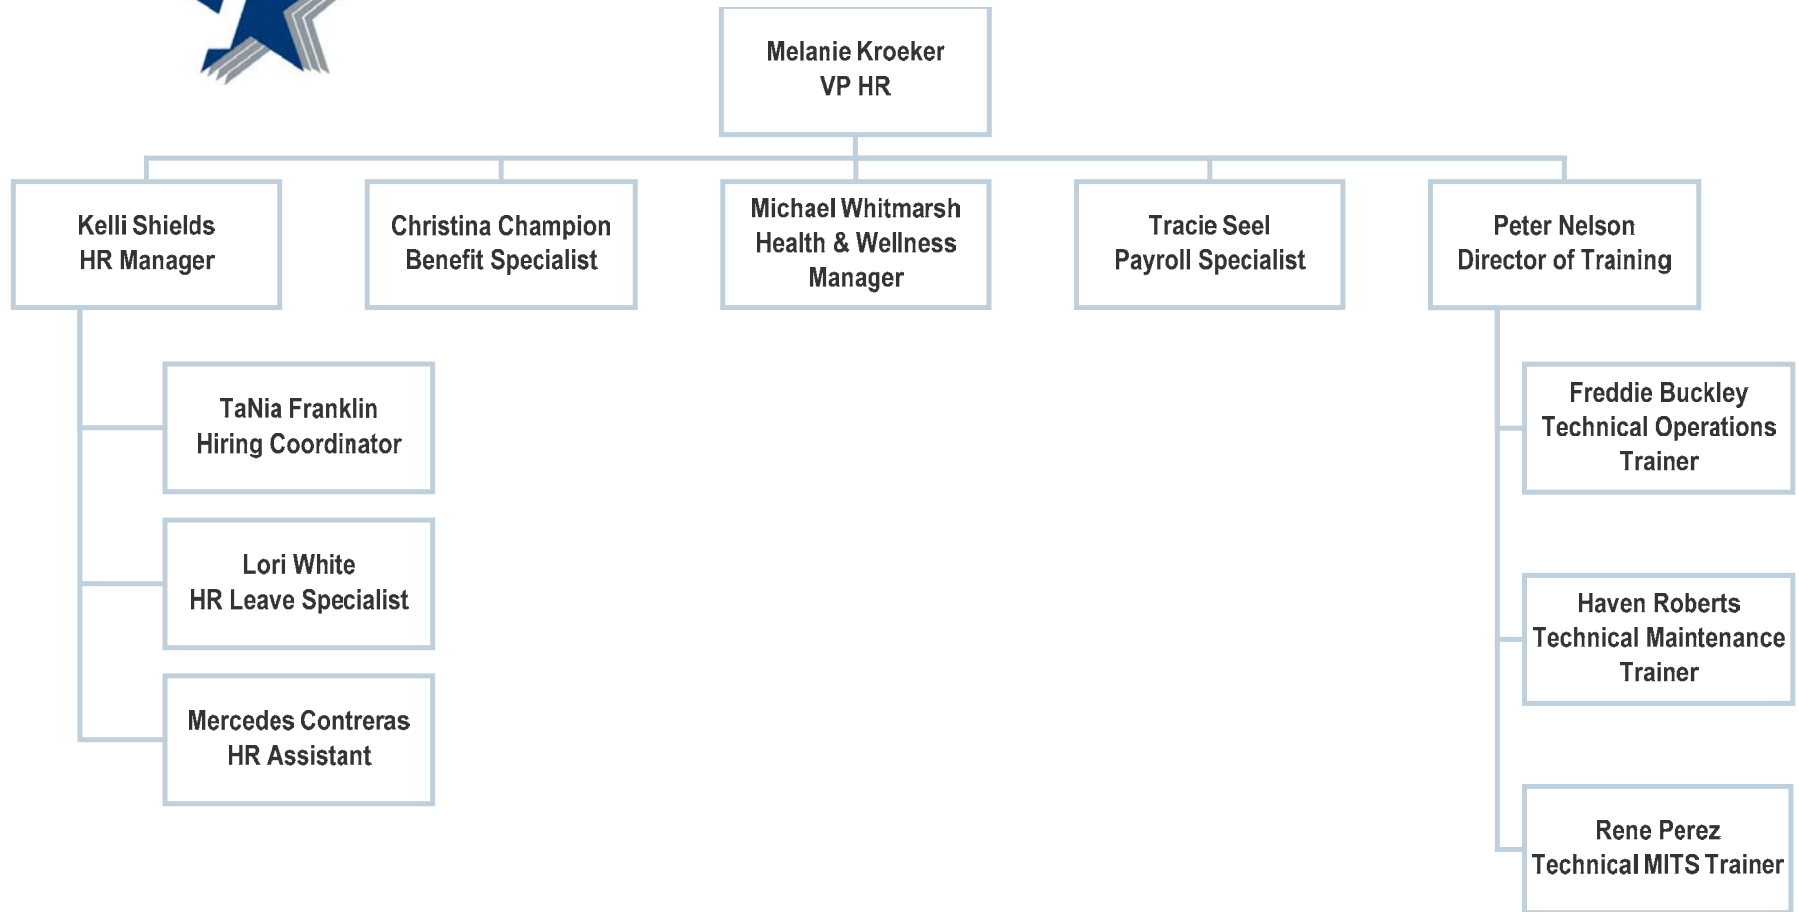 Melanie Kroeker
VP HR
Kelli Shields
HR Manager
Christina Champion
Benefit Specialist
Michael Whitmarsh
Health & Wellness
Manager
Tracie Seel
Payroll Specialist
Peter Nelson
Director of Training
TaNia Franklin
Hiring Coordinator
Lori White
HR Leave Specialist
Mercedes Contreras
HR Assistant
Freddie Buckley
Technical Operations
Trainer
Haven Roberts
Technical Maintenance
Trainer
Rene Perez
Technical MITS Trainer